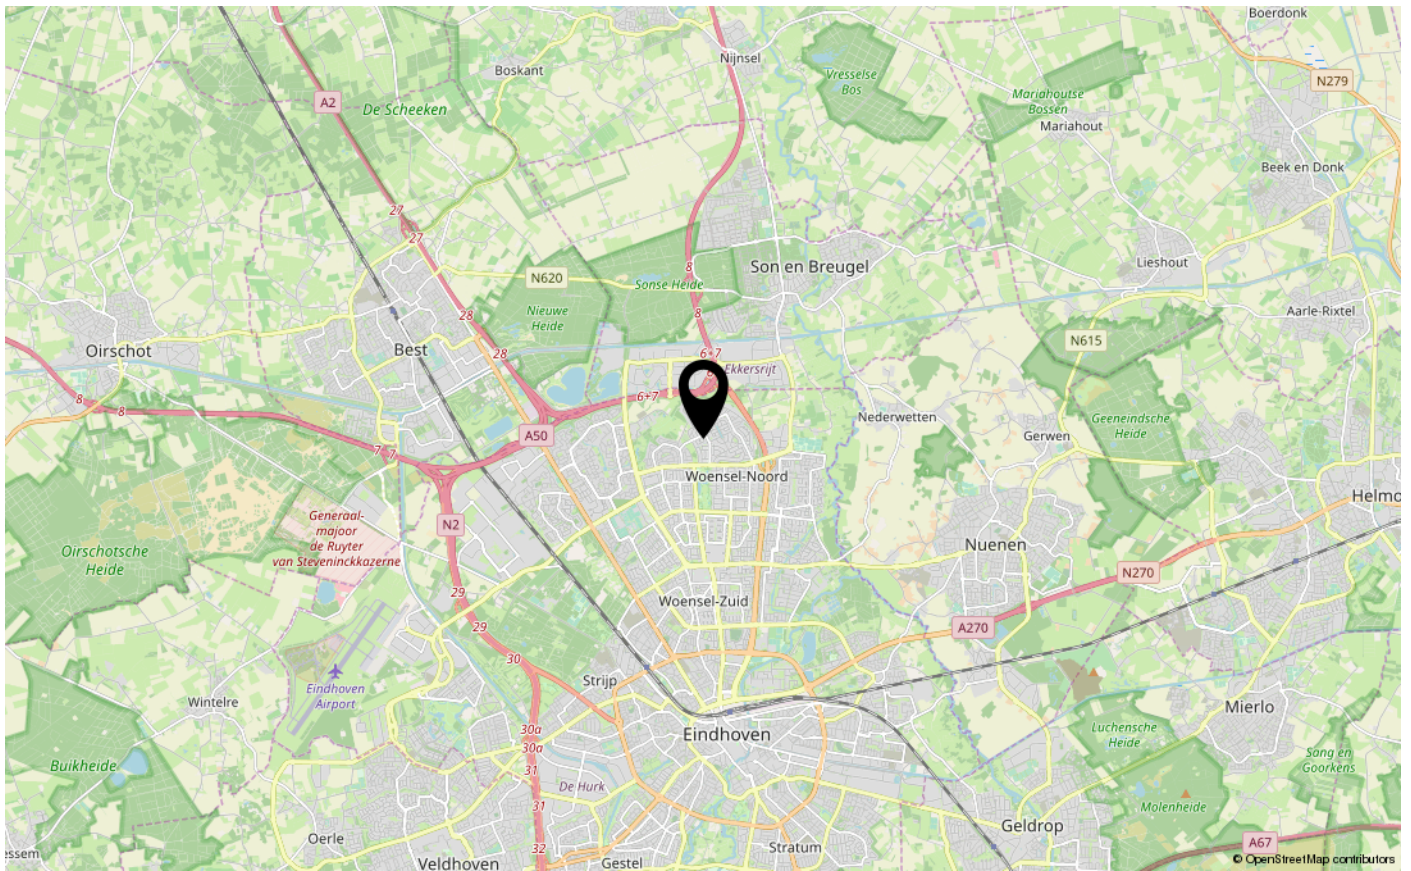 Boerdonk
Nijnsel
Boskant
Vresselse
Bos
N279
A2
De Scheeken
Mariahoutse
Bossen
Mariahout
Beek en Donk
27
27
Son en Breugel
Lieshout
8
N620
Sonse Heide
Nieuwe
Heide
28
8
Aarle-Rixtel
N615
Oirschot
Best
28
6+7
Ekkersrijt
8
8
6+7
Nederwetten
Geeneindsche
Heide
A50
Gerwen
7
7
Woensel-Noord
Helmo
Generaal-
majoor
de Ruyter
van Steveninckkazerne
N2
Oirschotsche
Heide
Nuenen
N270
29
Woensel-Zuid
29
A270
30
Strijp
Eindhoven
Airport
Wintelre
Mierlo
30a
30a
Eindhoven
Luchensche
Heide
Buikheide
31
Sang en
Goorkens
De Hurk
31
Molenheide
Oerle
32
Geldrop
Stratum
A67
essem
Veldhoven
Gestel
© OpenStreetMap contributors